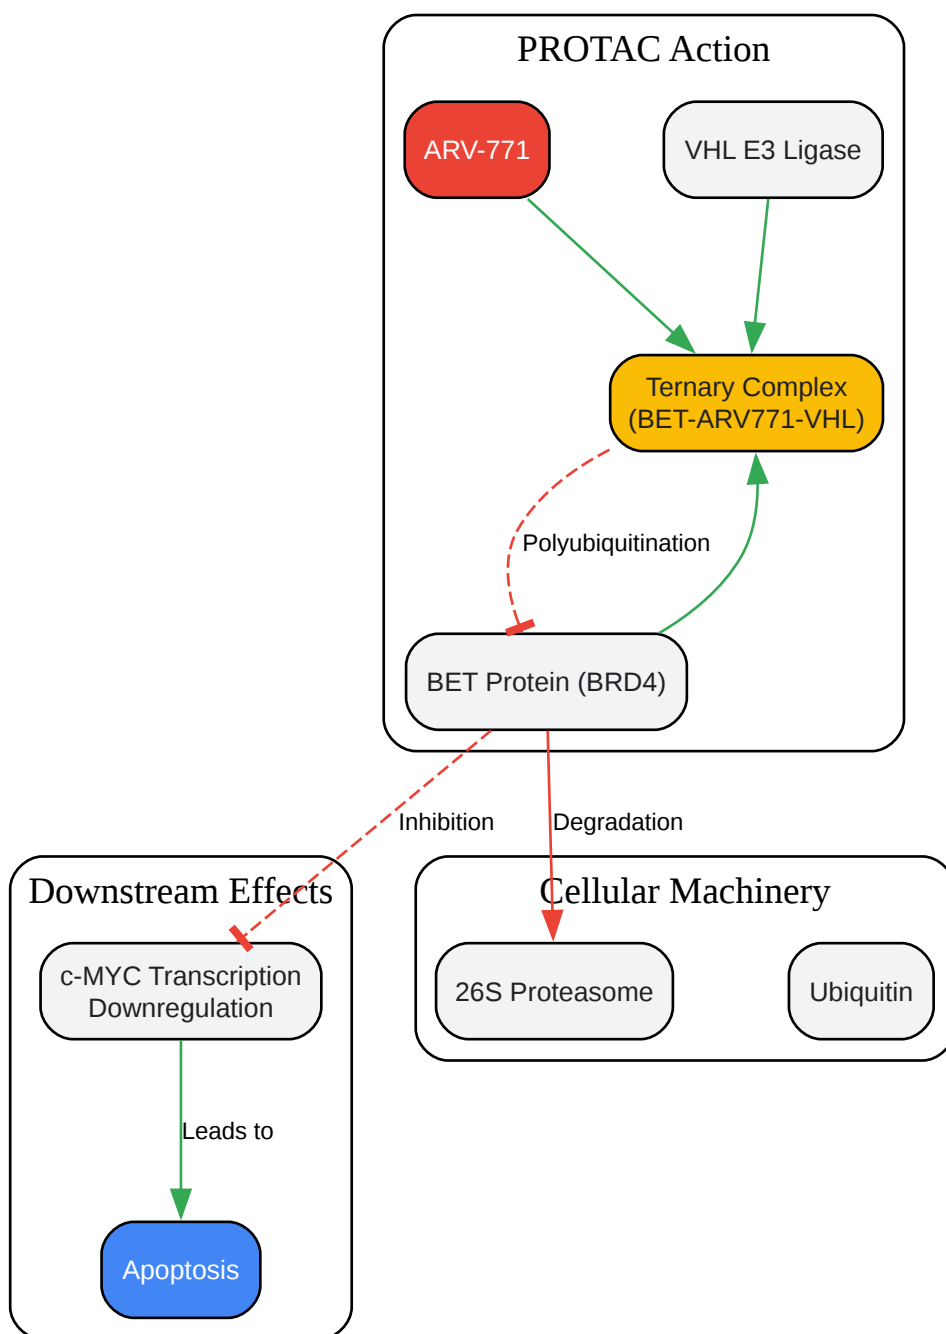 PROTAC Action
ARV-771
VHL E3 Ligase
Ternary Complex
(BET-ARV771-VHL)
Polyubiquitination
BET Protein (BRD4)
Inhibition
Degradation
Downstream Effects
Cellular Machinery
c-MYC Transcription
Downregulation
26S Proteasome
Ubiquitin
Leads to
Apoptosis